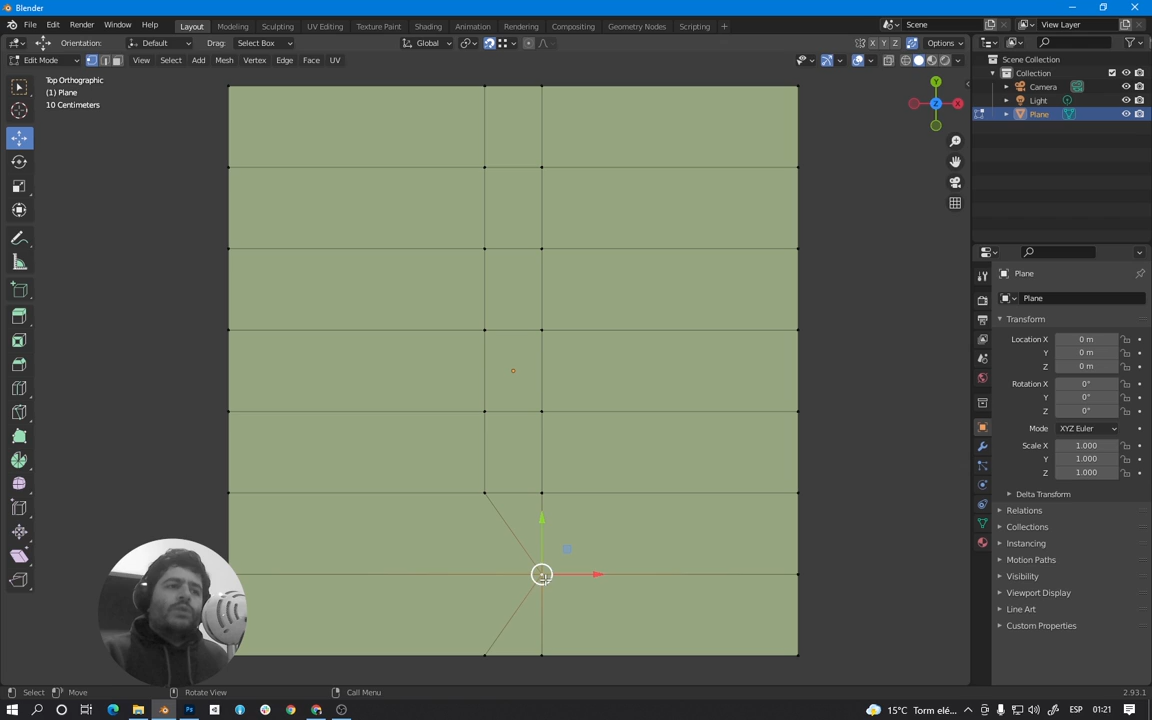 Blender
File Edit Render Window Help Layout Modeling Sculpting UV Editing Texture Paint Shading Animation Rendering Compositing Geometry Nodes Scripting + Scene View Layer
Orientation: Default Drag: Select Box Global X Y Z Options
Edit Mode View Select Add Mesh Vertex Edge Face UV
Top Orthographic
(1) Plane
10 Centimeters
Y
Z X
Scene Collection
Collection
Camera
Light
Plane
Plane
Plane
Transform
Location X 0 m
Y 0 m
Z 0 m
Rotation X 0°
Y 0°
Z 0°
Mode XYZ Euler
Scale X 1.000
Y 1.000
Z 1.000
Delta Transform
Relations
Collections
Instancing
Motion Paths
Visibility
Viewport Display
Line Art
Custom Properties
Select Move Rotate View Call Menu 2.93.1
15°C Torm elé... ESP 01:21